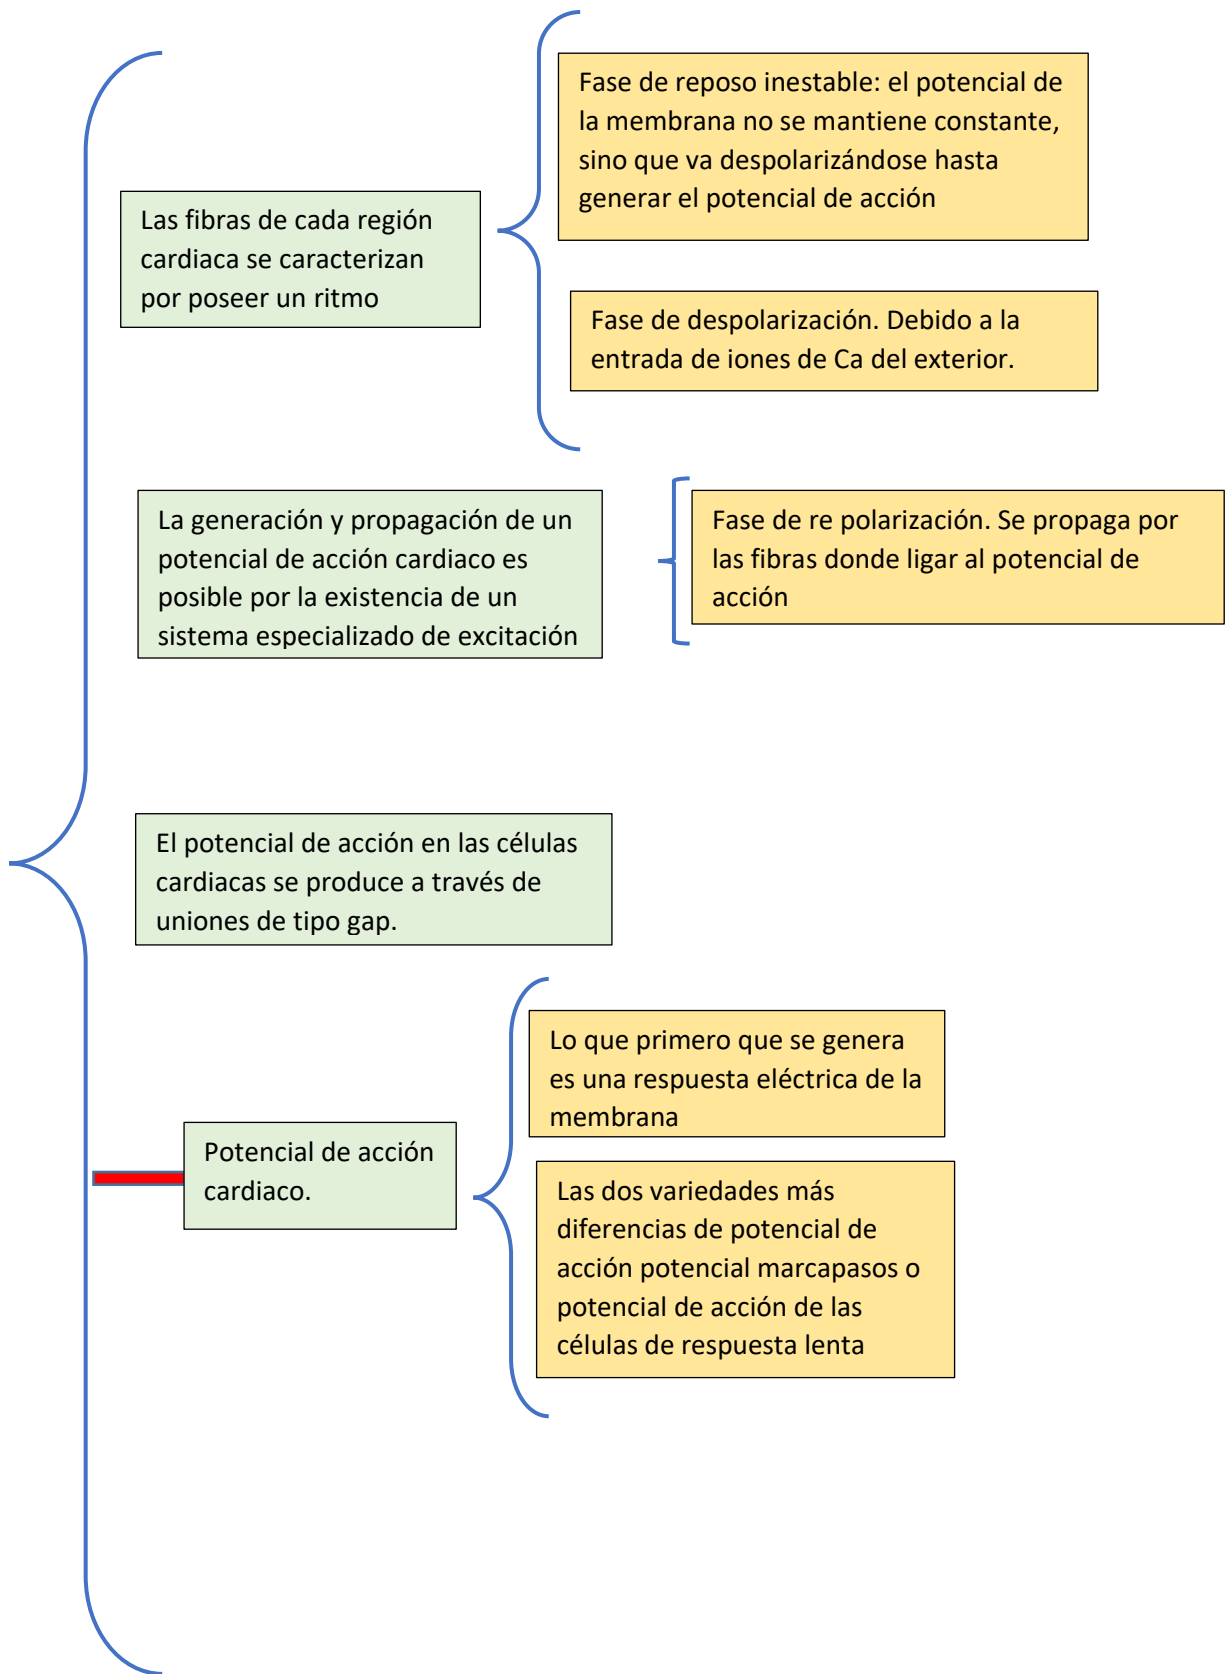 Fase de reposo inestable: el potencial de
la membrana no se mantiene constante,
sino que va despolarizándose hasta
generar el potencial de acción
Las fibras de cada región
cardiaca se caracterizan
por poseer un ritmo
Fase de despolarización. Debido a la
entrada de iones de Ca del exterior.
La generación y propagación de un
potencial de acción cardiaco es
posible por la existencia de un
sistema especializado de excitación
Fase de re polarización. Se propaga por
las fibras donde ligar al potencial de
acción
El potencial de acción en las células
cardiacas se produce a través de
uniones de tipo gap.
Lo que primero que se genera
es una respuesta eléctrica de la
membrana
Potencial de acción
cardiaco.
Las dos variedades más
diferencias de potencial de
acción potencial marcapasos o
potencial de acción de las
células de respuesta lenta